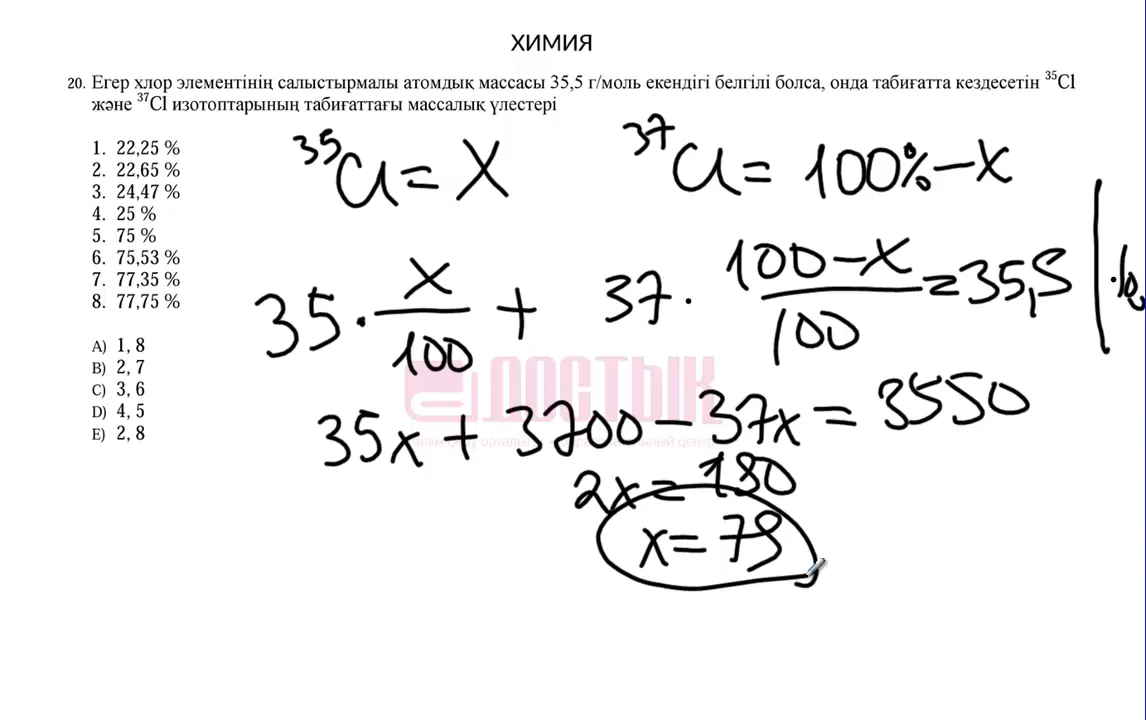 ХИМИЯ
20. Егер хлор элементінің салыстырмалы атомдық массасы 35,5 г/моль екендігі белгілі болса, онда табиғатта кездесетін ³⁵Cl
және ³⁷Cl изотоптарының табиғаттағы массалық үлестері
1. 22,25 %
2. 22,65 %
3. 24,47 %
4. 25 %
5. 75 %
6. 75,53 %
7. 77,35 %
8. 77,75 %
A) 1, 8
B) 2, 7
C) 3, 6
D) 4, 5
E) 2, 8
³⁵Cl = X ³⁷Cl = 100% - X
35 · x/100 + 37 · (100 - x)/100 = 35,5
35x + 3700 - 37x = 3550
2x = 150
x = 75
ДОСТЫҚ